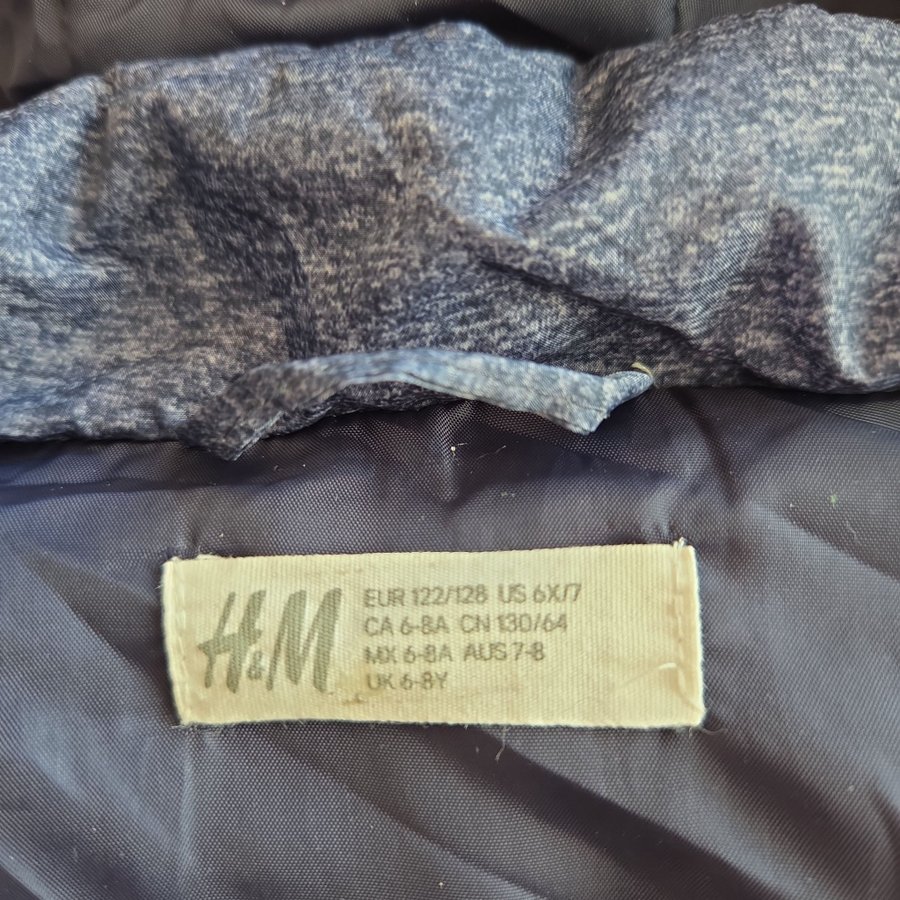 H&M
EUR 122/128 US 6X/7
CA 6-8A CN 130/64
MX 6-8A AUS 7-8
UK 6-8Y